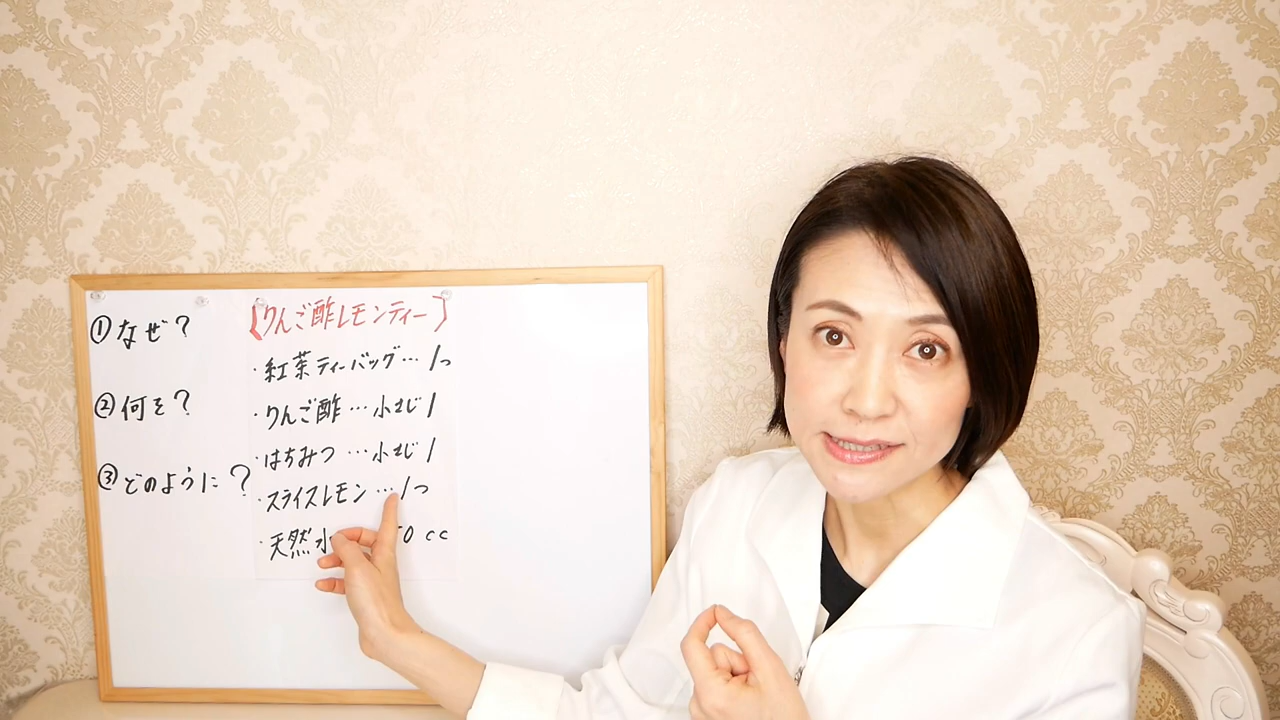 ①なぜ?
②何を?
③どのように?
【りんご酢レモンティー】
・紅茶ティーバッグ…1つ
・りんご酢…小さじ1
・はちみつ…小さじ1
・スライスレモン…1つ
・天然水 50cc